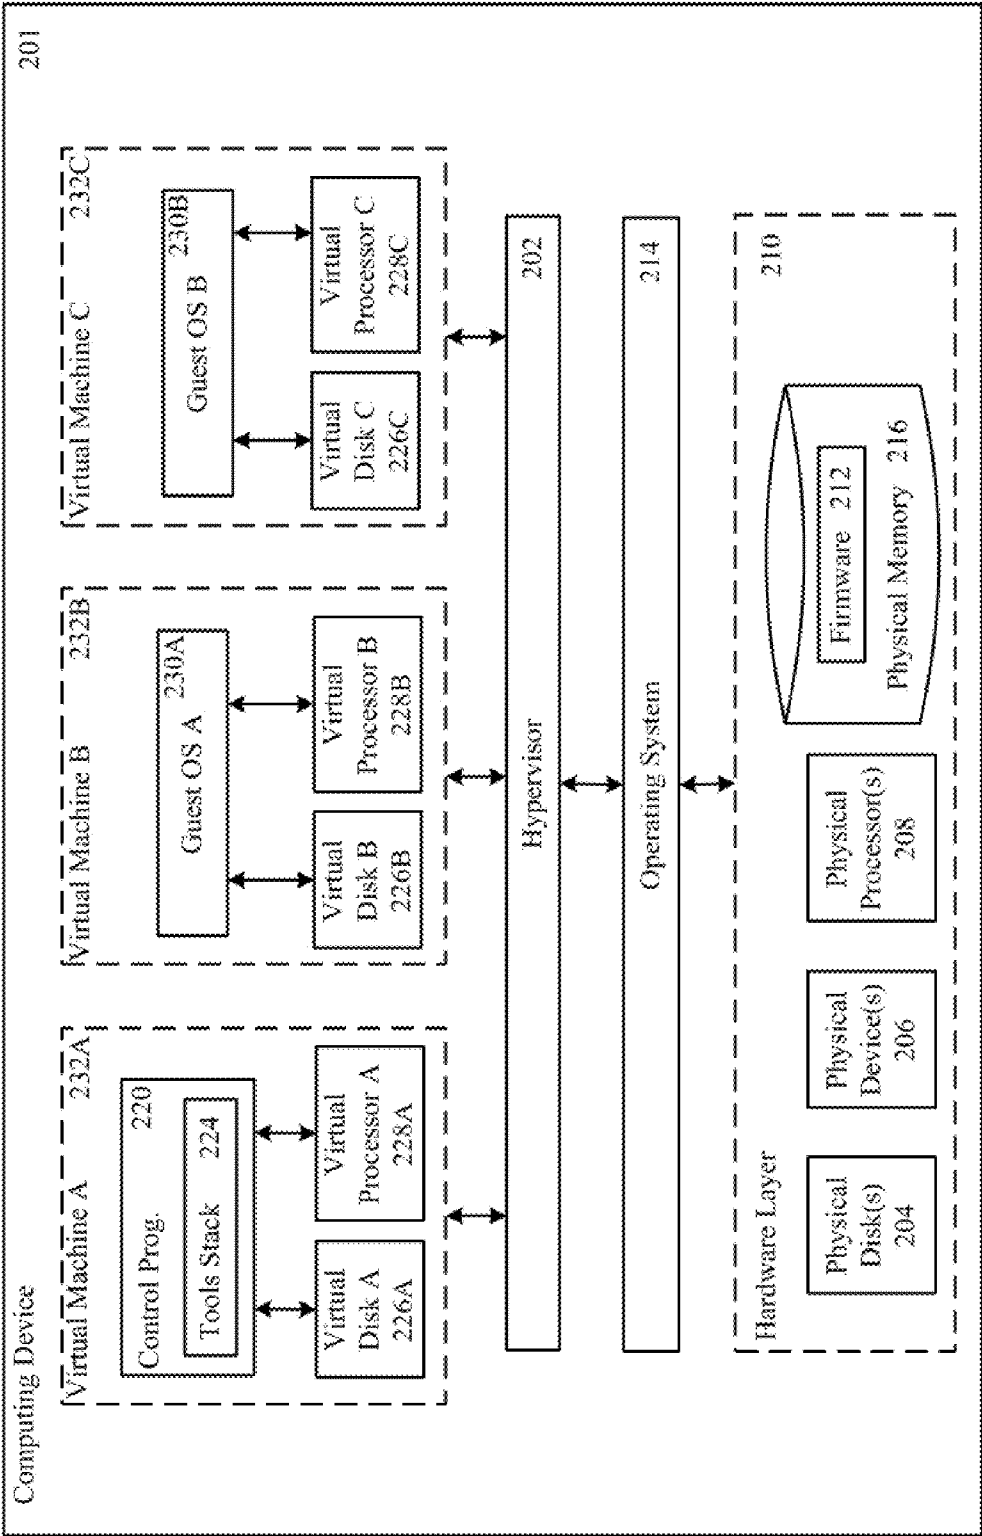 Computing Device 201
Virtual Machine A 232A
Control Prog. 220
Tools Stack 224
Virtual
Disk A
226A
Virtual
Processor A
228A
Virtual Machine B 232B
230A
Guest OS A
Virtual
Disk B
226B
Virtual
Processor B
228B
Virtual Machine C 232C
230B
Guest OS B
Virtual
Disk C
226C
Virtual
Processor C
228C
Hypervisor 202
Operating System 214
Hardware Layer 210
Physical
Disk(s)
204
Physical
Device(s)
206
Physical
Processor(s)
208
Firmware 212
Physical Memory 216